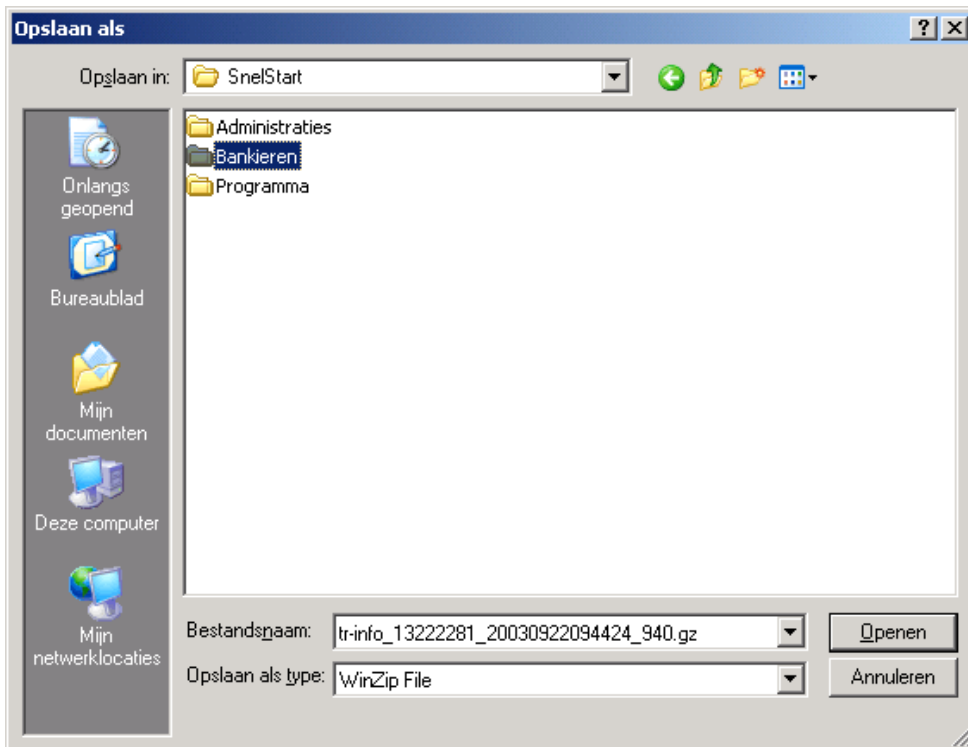 Opslaan als
Opslaan in:
SnelStart
Administraties
Bankieren
Programma
Onlangs
geopend
Bureaublad
Mijn
documenten
Deze computer
Mijn
netwerklocaties
Bestandsnaam:
tr-info_13222281_20030922094424_940.gz
Openen
Opslaan als type:
WinZip File
Annuleren